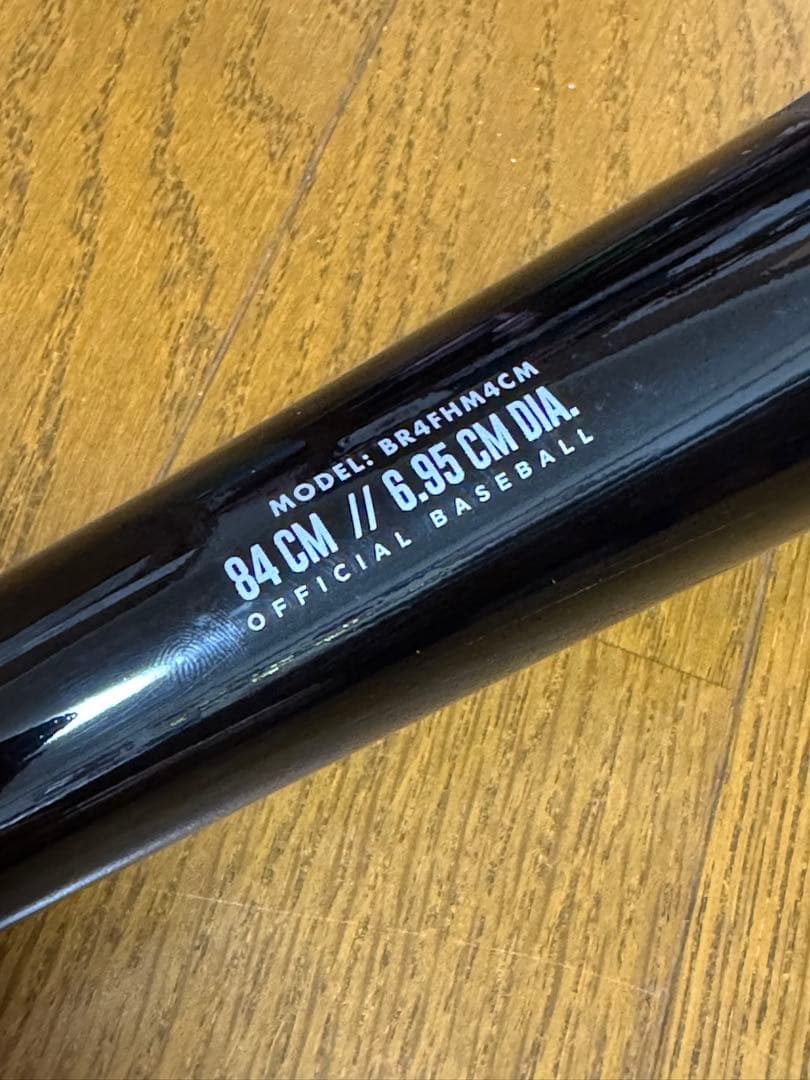 MODEL: BR4FHM4CM
84 CM // 6.95 CM DIA.
OFFICIAL BASEBALL